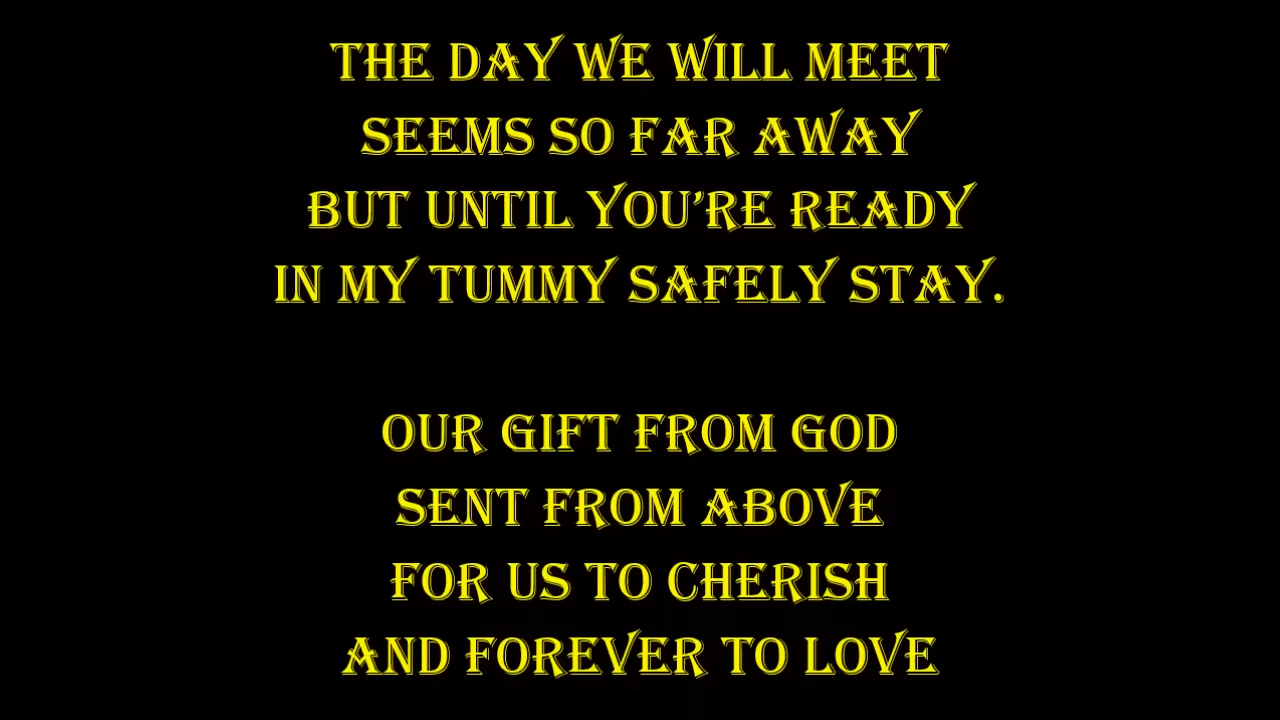 THE DAY WE WILL MEET
SEEMS SO FAR AWAY
BUT UNTIL YOU’RE READY
IN MY TUMMY SAFELY STAY.
OUR GIFT FROM GOD
SENT FROM ABOVE
FOR US TO CHERISH
AND FOREVER TO LOVE